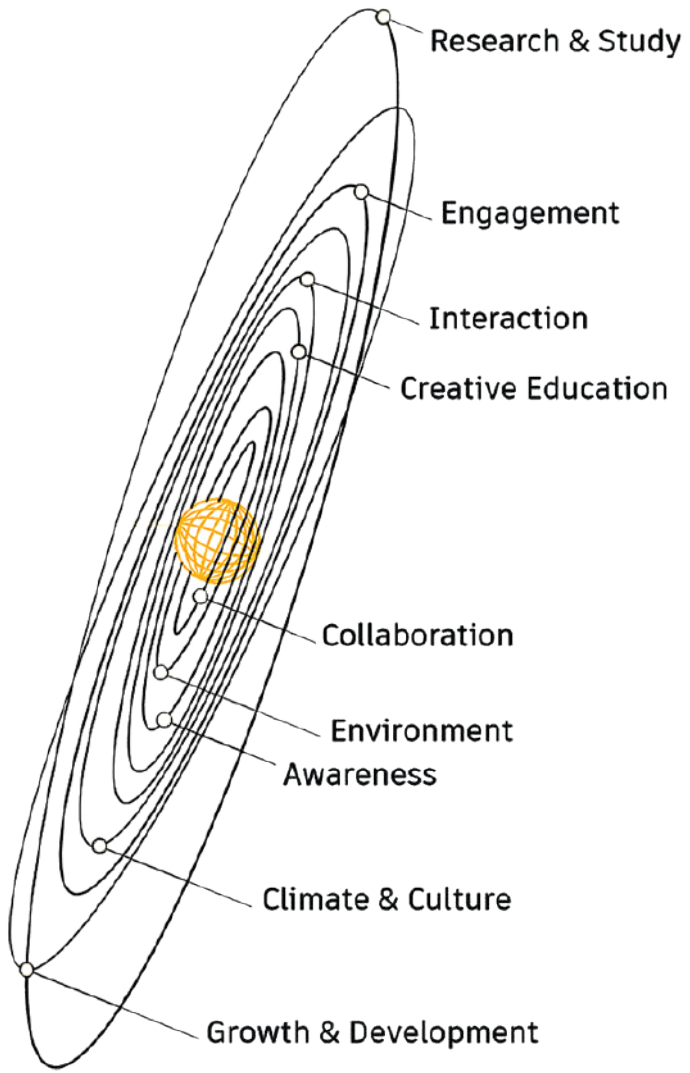 Research & Study
Engagement
Interaction
Creative Education
Collaboration
Environment
Awareness
Climate & Culture
Growth & Development